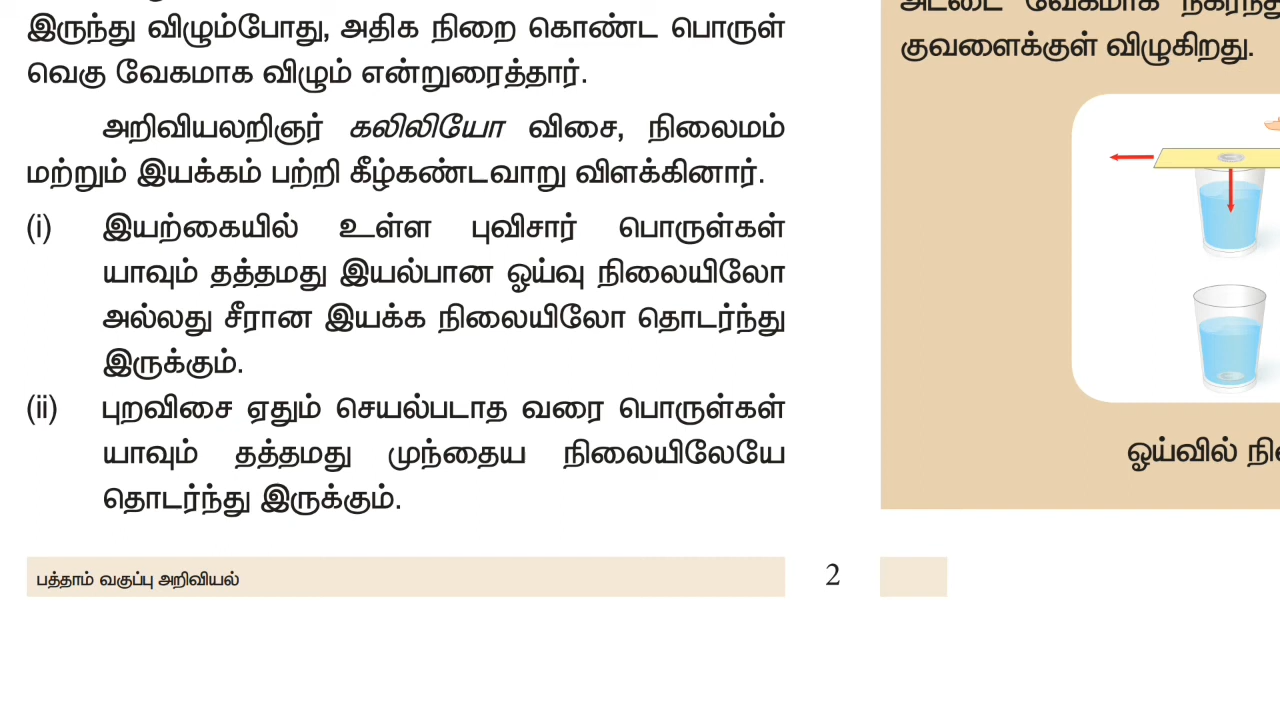 இருந்து விழும்போது, அதிக நிறை கொண்ட பொருள்
வெகு வேகமாக விழும் என்றுரைத்தார்.
அறிவியலறிஞர் கலிலியோ விசை, நிலைமம்
மற்றும் இயக்கம் பற்றி கீழ்கண்டவாறு விளக்கினார்.
(i) இயற்கையில் உள்ள புவிசார் பொருள்கள்
யாவும் தத்தமது இயல்பான ஓய்வு நிலையிலோ
அல்லது சீரான இயக்க நிலையிலோ தொடர்ந்து
இருக்கும்.
(ii) புறவிசை ஏதும் செயல்படாத வரை பொருள்கள்
யாவும் தத்தமது முந்தைய நிலையிலேயே
தொடர்ந்து இருக்கும்.
பத்தாம் வகுப்பு அறிவியல்
2
வேகமாக
குவளைக்குள் விழுகிறது.
ஓய்வில்